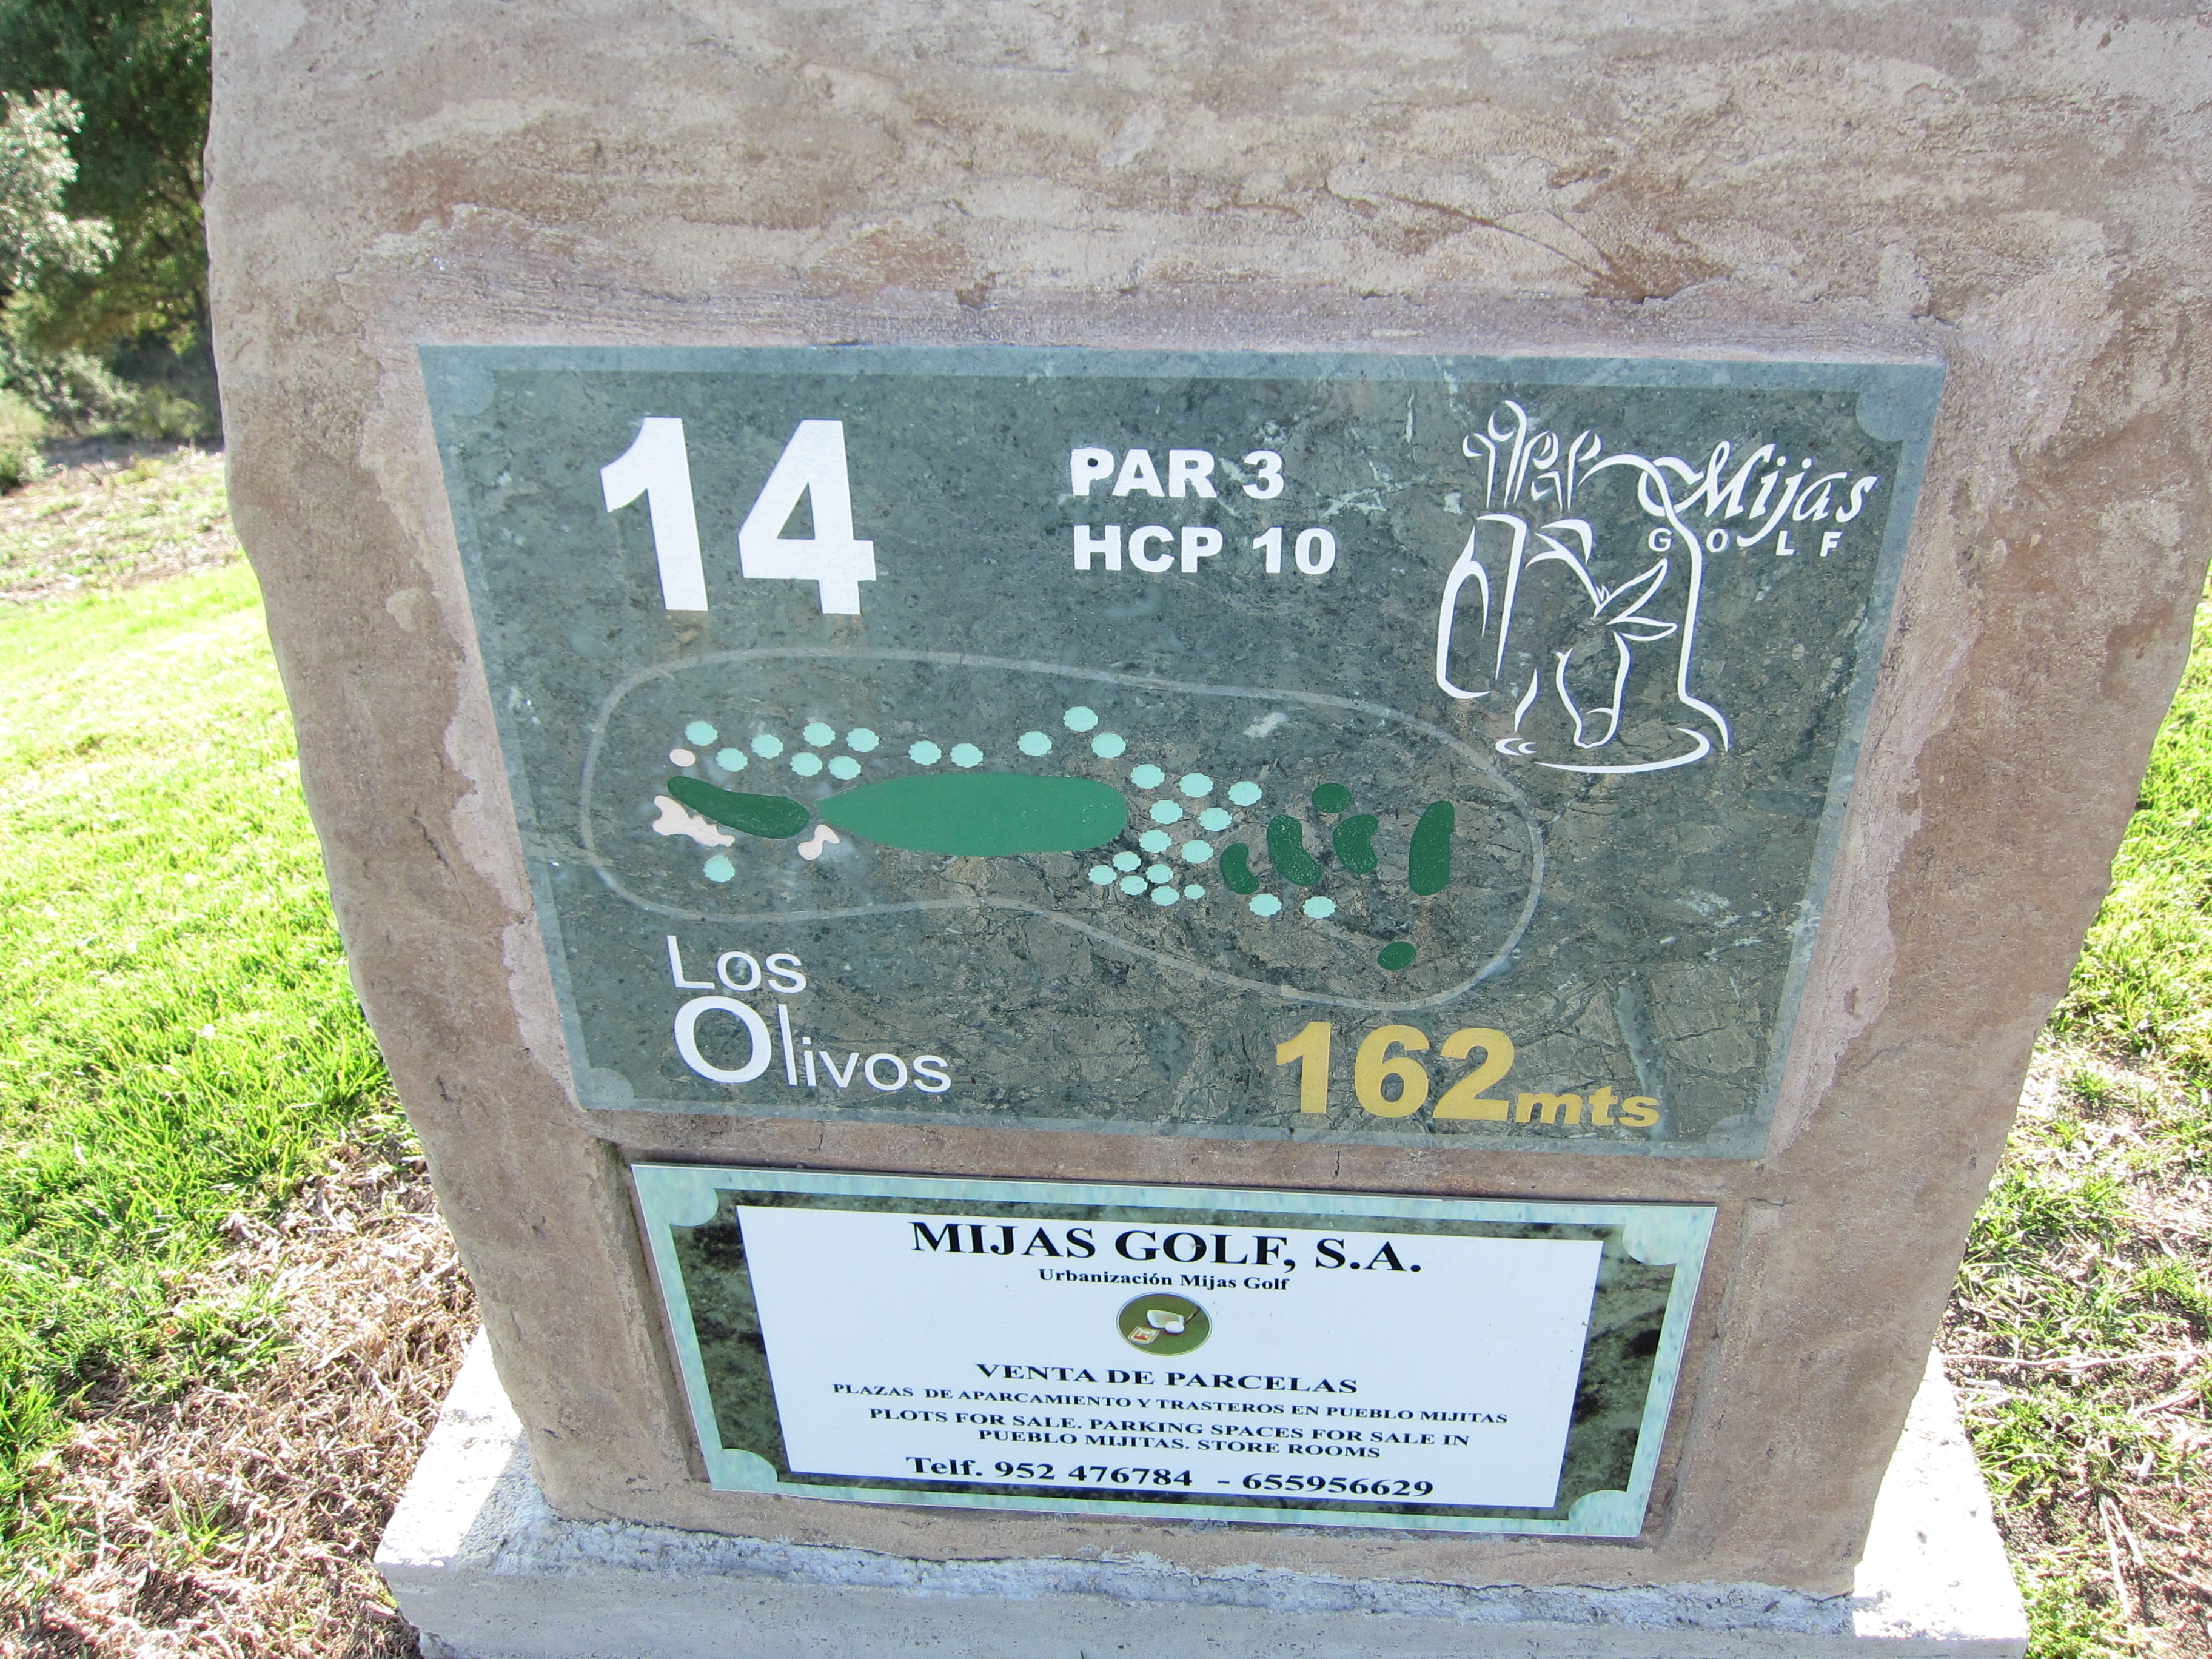 14
PAR 3
HCP 10
Mijas
GOLF
Los
Olivos
162mts
MIJAS GOLF, S.A.
Urbanización Mijas Golf
VENTA DE PARCELAS
PLAZAS DE APARCAMIENTO Y TRASTEROS EN PUEBLO MIJITAS
PLOTS FOR SALE. PARKING SPACES FOR SALE IN
PUEBLO MIJITAS. STORE ROOMS
Telf. 952 476784 - 655956629